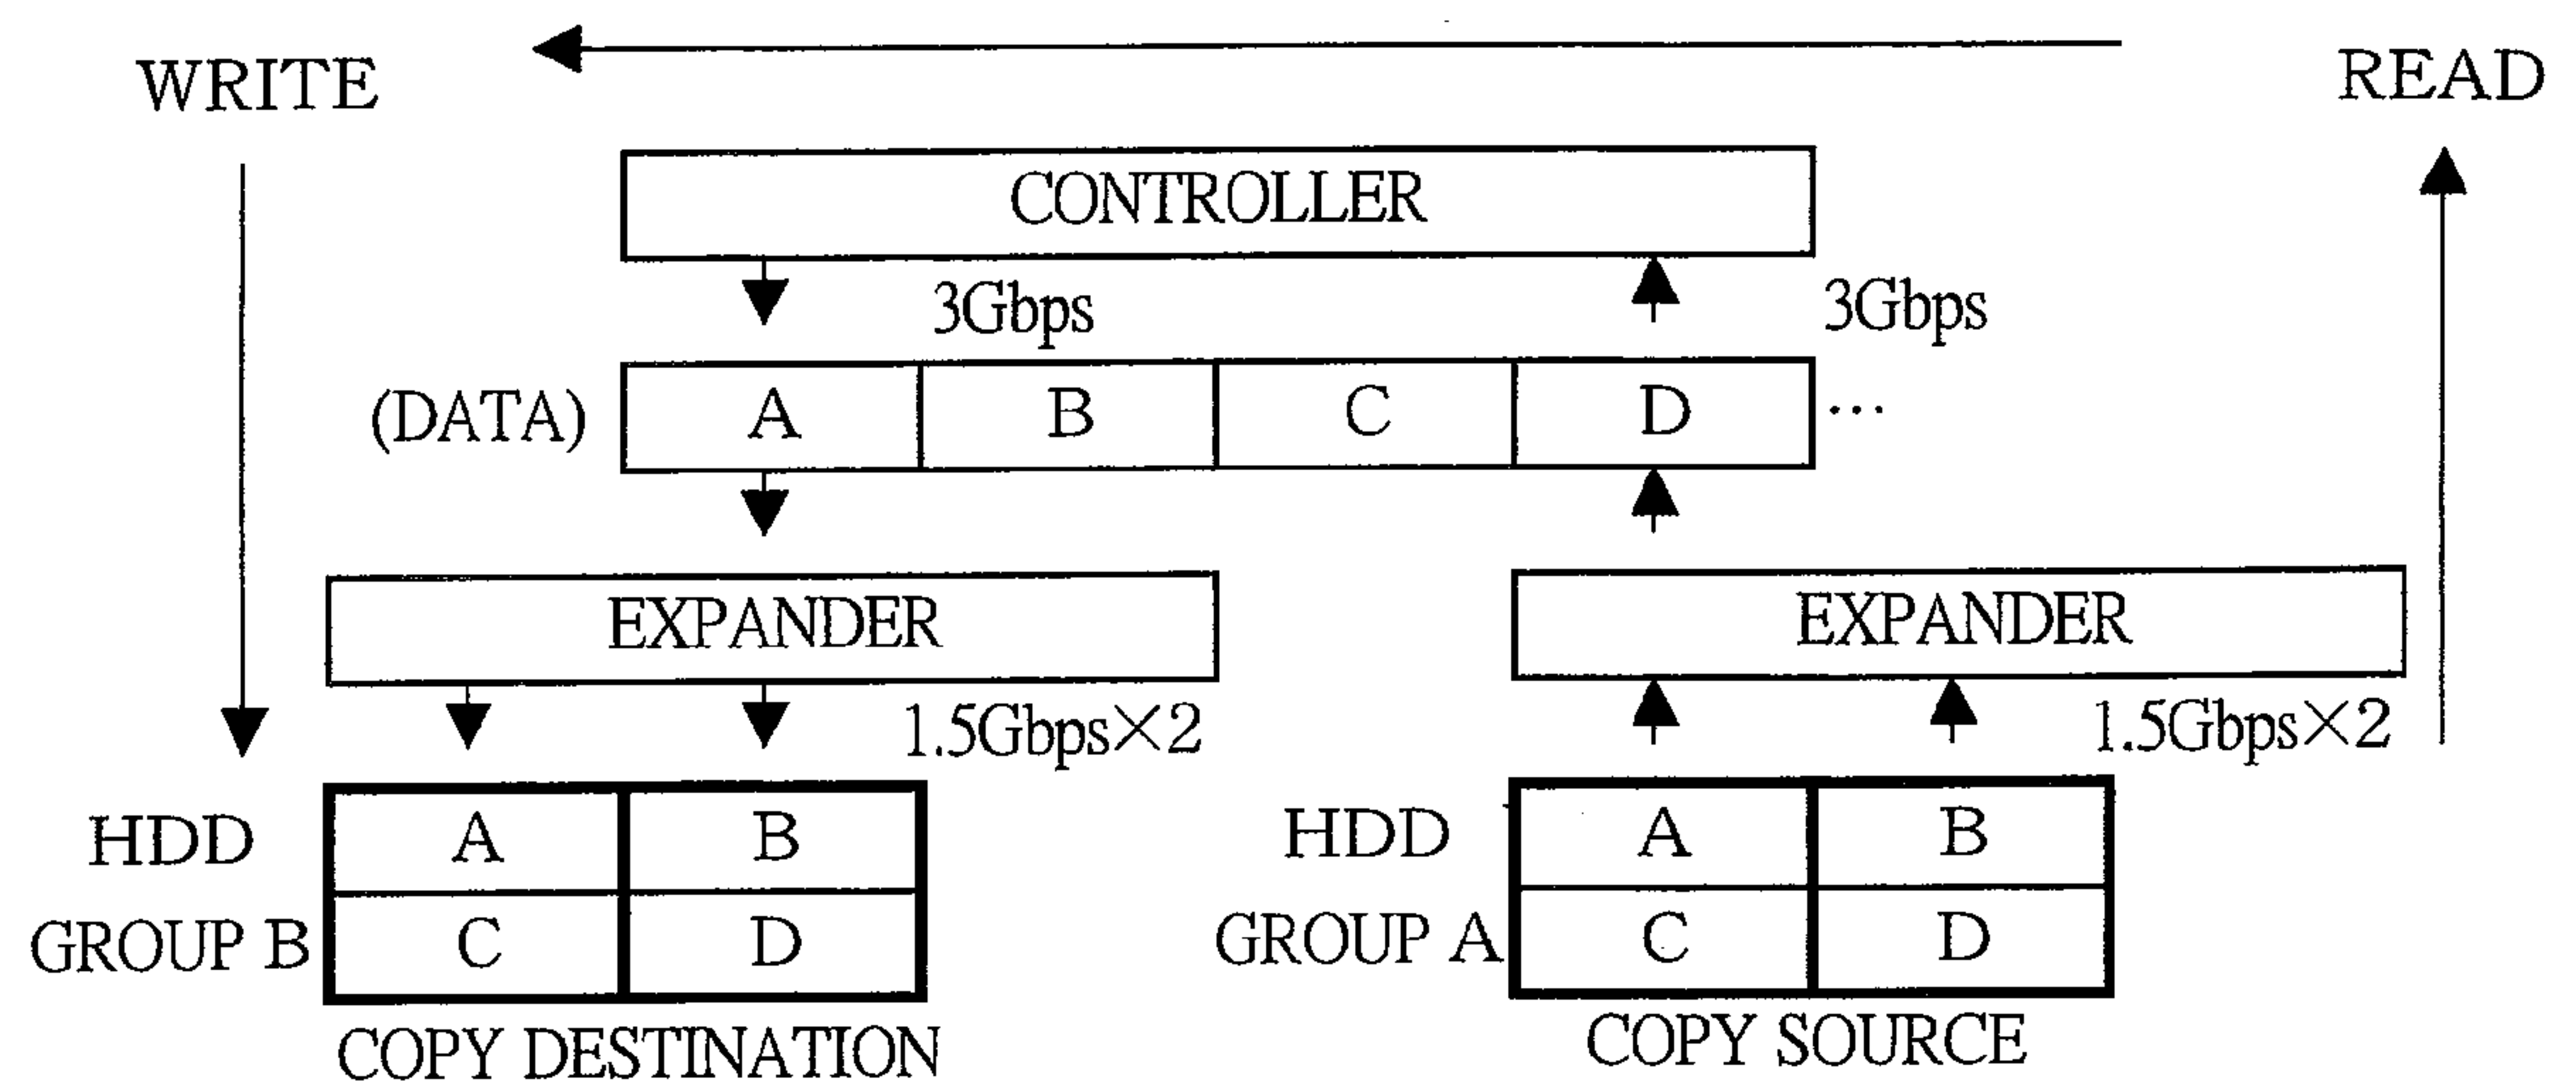 WRITE READ
CONTROLLER
3Gbps 3Gbps
(DATA) A B C D ...
EXPANDER EXPANDER
1.5Gbps×2 1.5Gbps×2
HDD A B HDD A B
GROUP B C D GROUP A C D
COPY DESTINATION COPY SOURCE